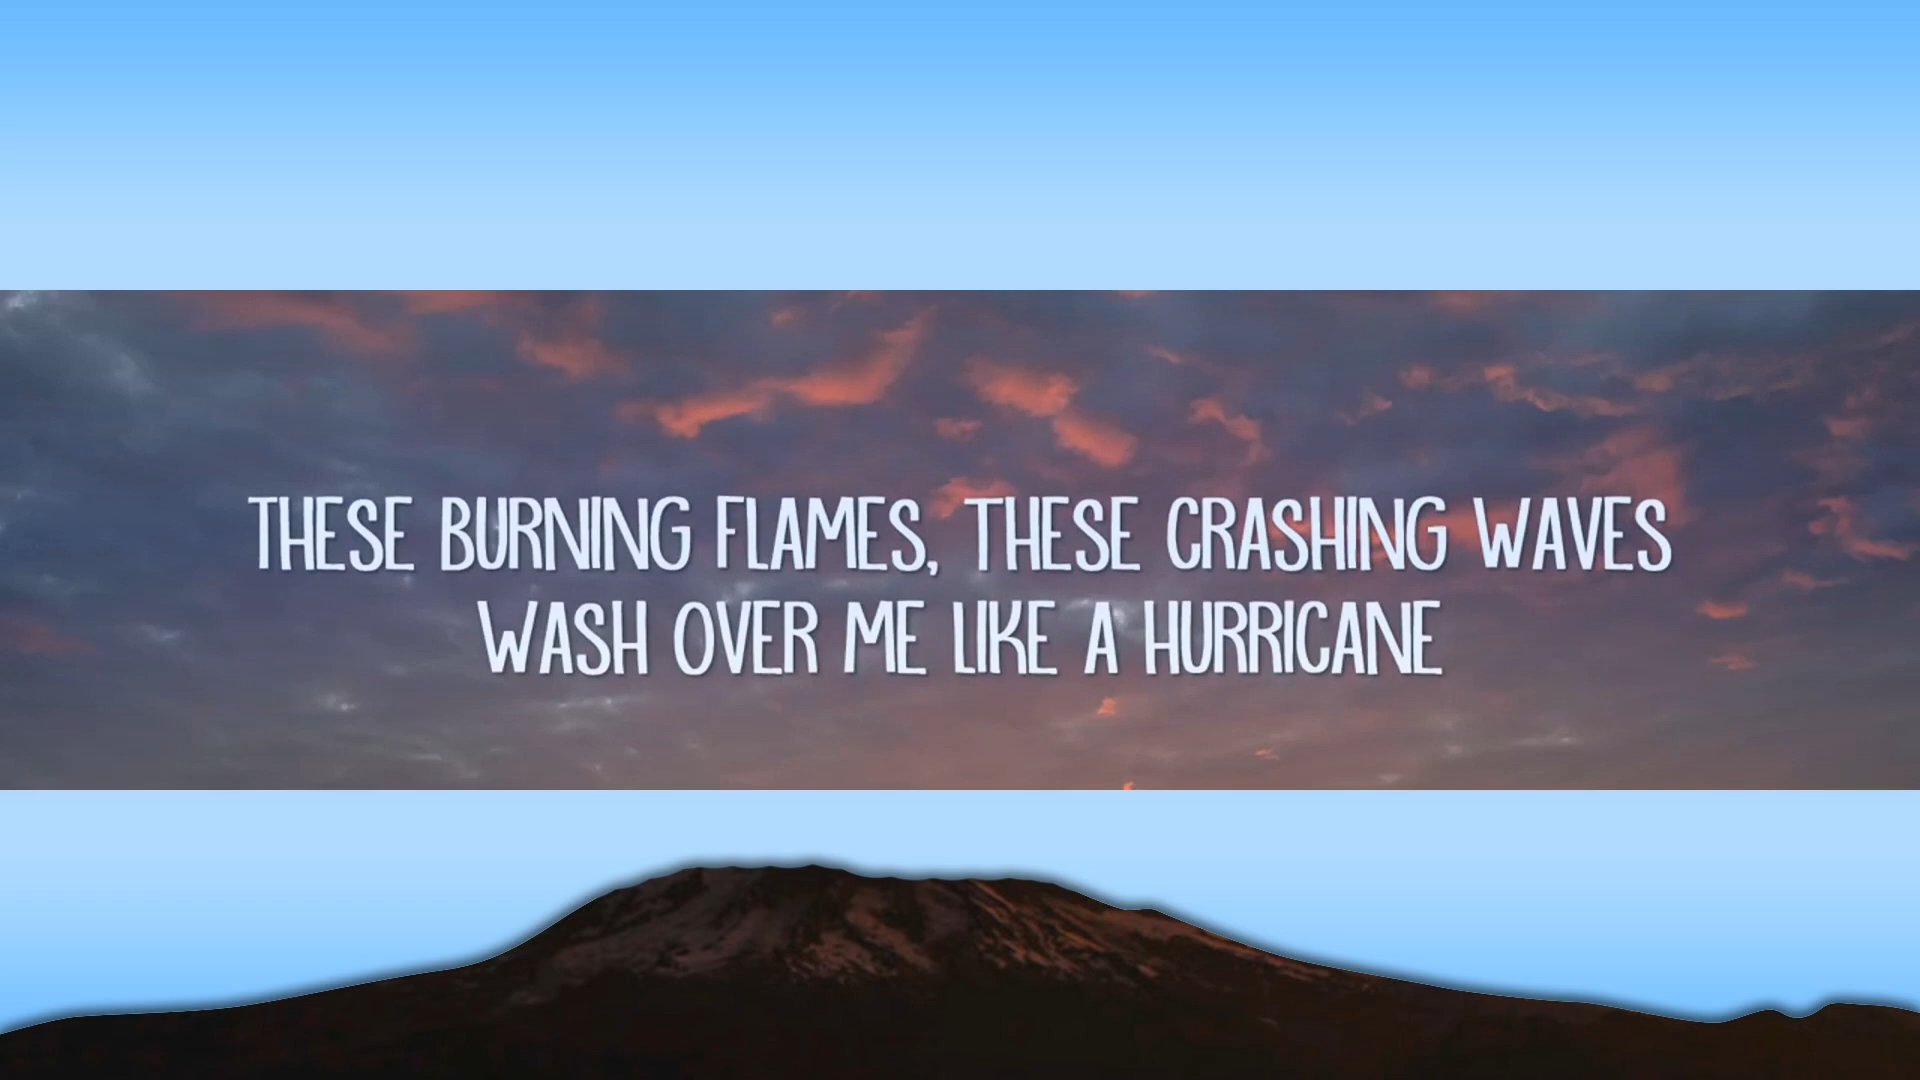 THESE BURNING FLAMES, THESE CRASHING WAVES
WASH OVER ME LIKE A HURRICANE